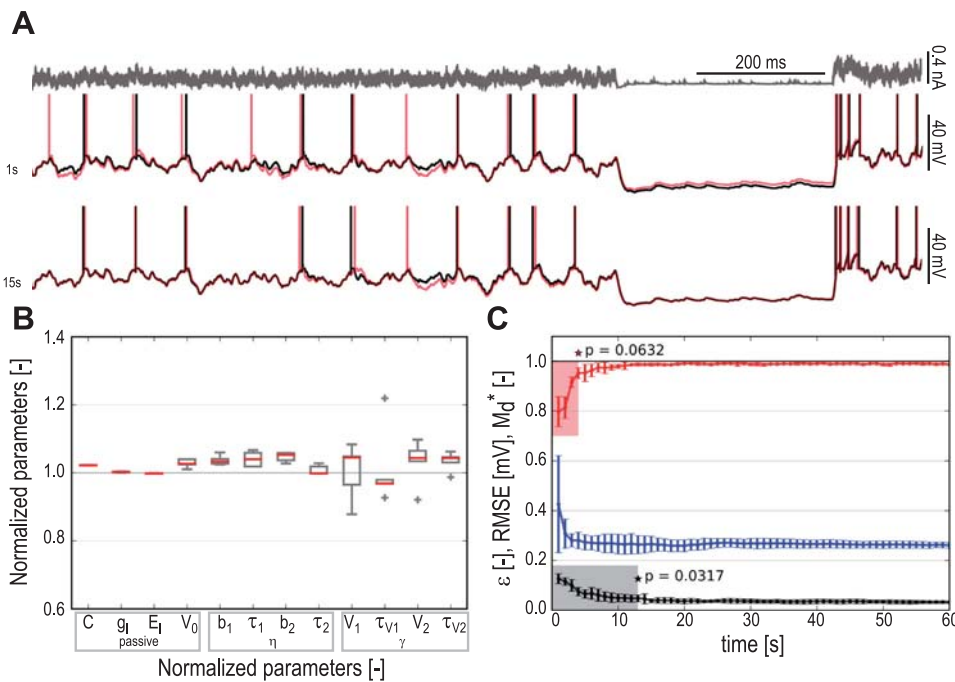 A
200 ms
0.4 nA
1s
40 mV
15s
40 mV
B
Normalized parameters [-]
1.4
1.2
1.0
0.8
0.6
C gl El V0 b1 τ1 b2 τ2 V1 τV1 V2 τV2
passive η γ
Normalized parameters [-]
C
ε [-], RMSE [mV], Md* [-]
★ p = 0.0632
1.0
0.8
0.6
0.4
0.2
★ p = 0.0317
0.0
0 10 20 30 40 50 60
time [s]